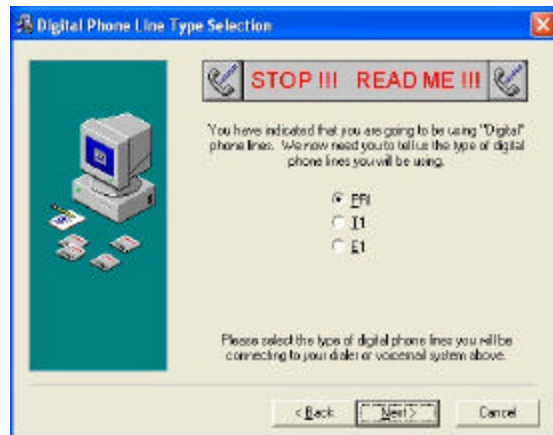 Digital Phone Line Type Selection
STOP !!! READ ME !!!
You have indicated that you are going to be using "Digital"
phone lines. We now need you to tell us the type of digital
phone lines you will be using.
PRI
T1
E1
Please select the type of digital phone lines you will be
connecting to your dialer or voicemail system above.
< Back
Next >
Cancel